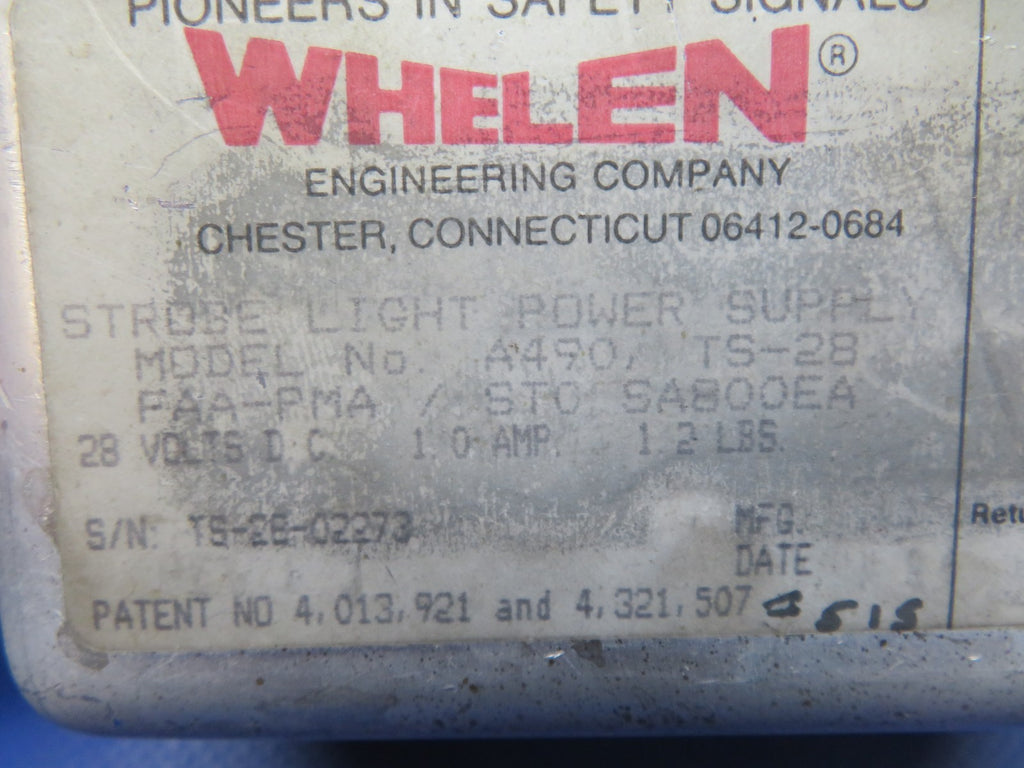 PIONEERS IN SAFETY SIGNALS
WHELEN®
ENGINEERING COMPANY
CHESTER, CONNECTICUT 06412-0684
STROBE LIGHT POWER SUPPLY
MODEL No. A490, TS-28
FAA-PMA / STC SA800EA
28 VOLTS D.C. 1.0 AMP. 1.2 LBS.
S/N: TS-28-02273
MFG.
DATE
PATENT NO 4,013,921 and 4,321,507